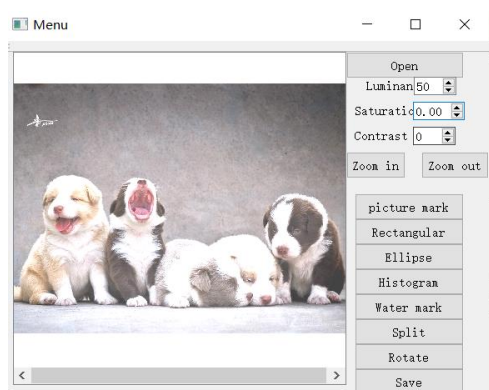 Menu
Open
Luminan 50
Saturatic 0.00
Contrast 0
Zoom in Zoom out
picture mark
Rectangular
Ellipse
Histogram
Water mark
Split
Rotate
Save